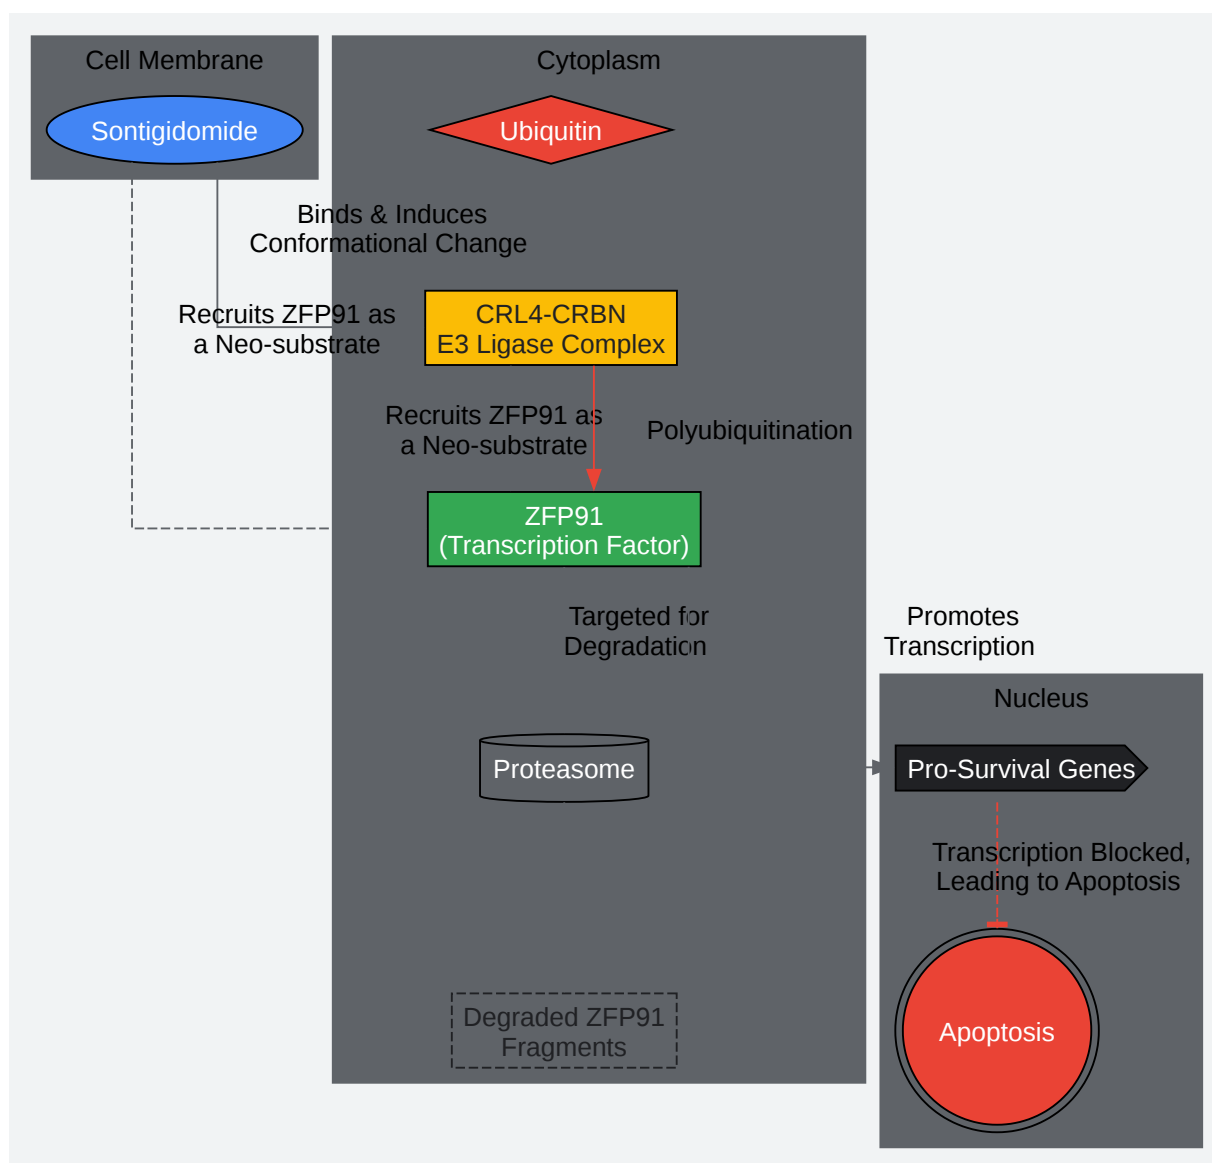 Cell Membrane
Sontigidomide
Cytoplasm
Ubiquitin
Binds & Induces
Conformational Change
Recruits ZFP91 as
a Neo-substrate
CRL4-CRBN
E3 Ligase Complex
Recruits ZFP91 as
a Neo-substrate
Polyubiquitination
ZFP91
(Transcription Factor)
Targeted for
Degradation
Promotes
Transcription
Nucleus
Proteasome
Pro-Survival Genes
Transcription Blocked,
Leading to Apoptosis
Degraded ZFP91
Fragments
Apoptosis